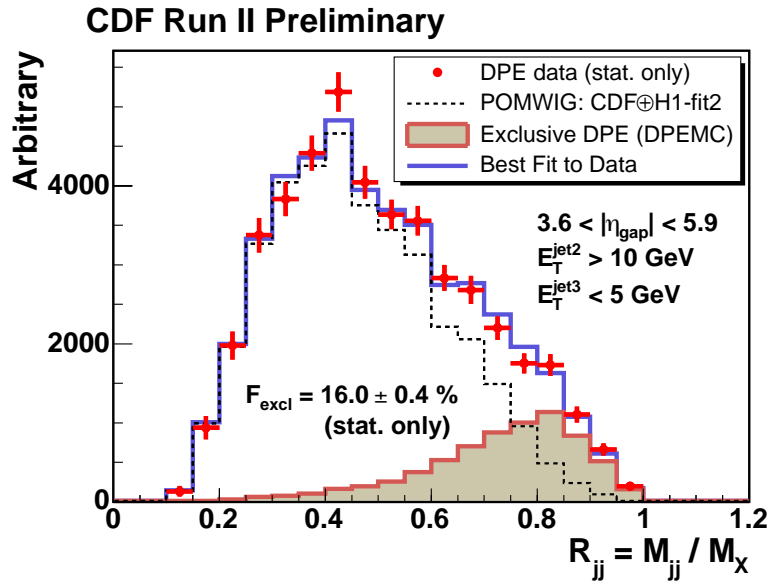 CDF Run II Preliminary
Arbitrary
4000
2000
0
DPE data (stat. only)
POMWIG: CDF⊕H1-fit2
Exclusive DPE (DPEMC)
Best Fit to Data
3.6 < |η_gap| < 5.9
E_T^jet2 > 10 GeV
E_T^jet3 < 5 GeV
F_excl = 16.0 ± 0.4 %
(stat. only)
0 0.2 0.4 0.6 0.8 1 1.2
R_jj = M_jj / M_X